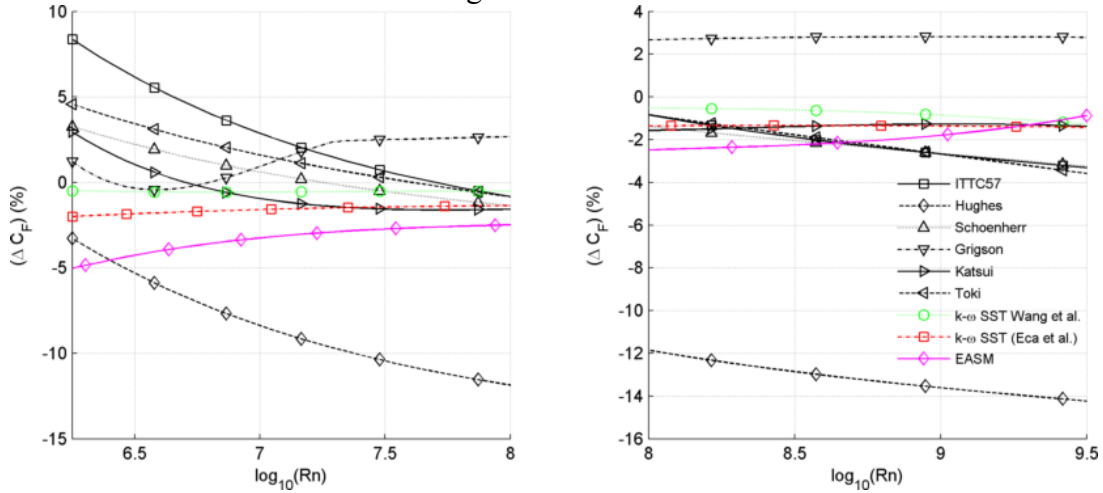 10
5
0
-5
-10
-15
(Δ C_F) (%)
6.5
7
7.5
8
log10(Rn)
4
2
0
-2
-4
-6
-8
-10
-12
-14
-16
(Δ C_F) (%)
ITTC57
Hughes
Schoenherr
Grigson
Katsui
Toki
k-ω SST Wang et al.
k-ω SST (Eca et al.)
EASM
8
8.5
9
9.5
log10(Rn)